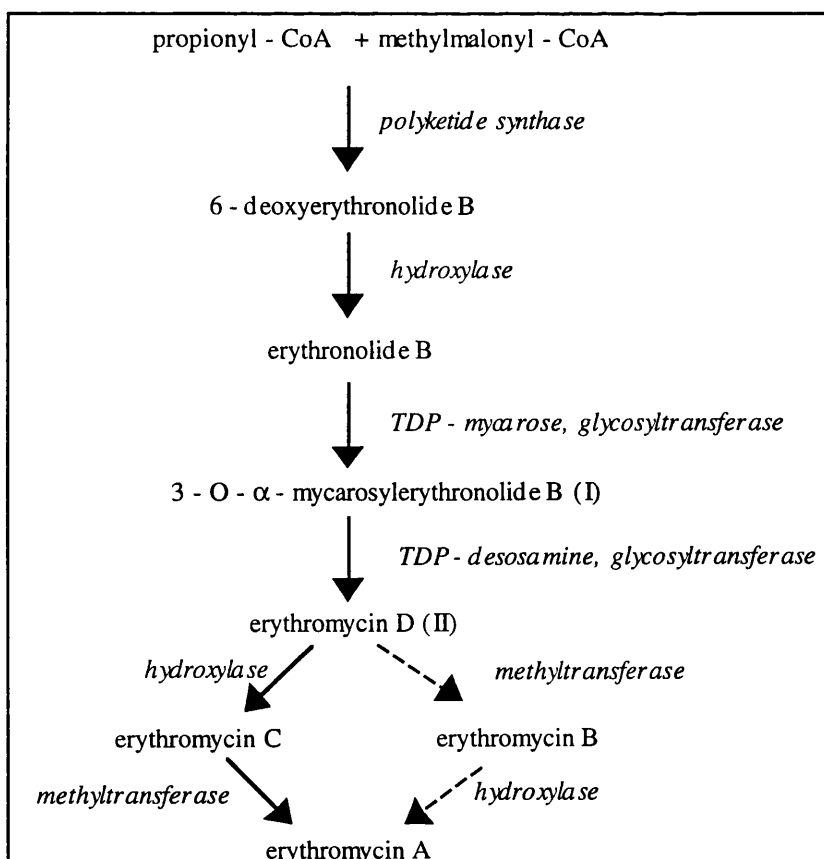 propionyl - CoA + methylmalonyl - CoA
polyketide synthase
6 - deoxyerythronolide B
hydroxylase
erythronolide B
TDP - mycarose, glycosyltransferase
3 - O - α - mycarosylerythronolide B (I)
TDP - desosamine, glycosyltransferase
erythromycin D (II)
hydroxylase methyltransferase
erythromycin C erythromycin B
methyltransferase hydroxylase
erythromycin A